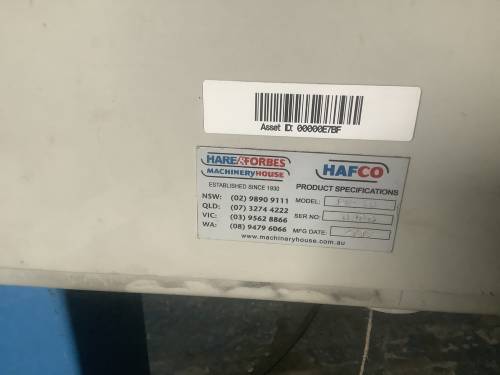 Asset ID: 00000E7BF
HARE & FORBES
MACHINERYHOUSE
HAFCO
ESTABLISHED SINCE 1930
PRODUCT SPECIFICATIONS
NSW: (02) 9890 9111
QLD: (07) 3274 4222
VIC: (03) 9562 8866
WA: (08) 9479 6066
MODEL:
SER NO:
MFG DATE:
www.machineryhouse.com.au